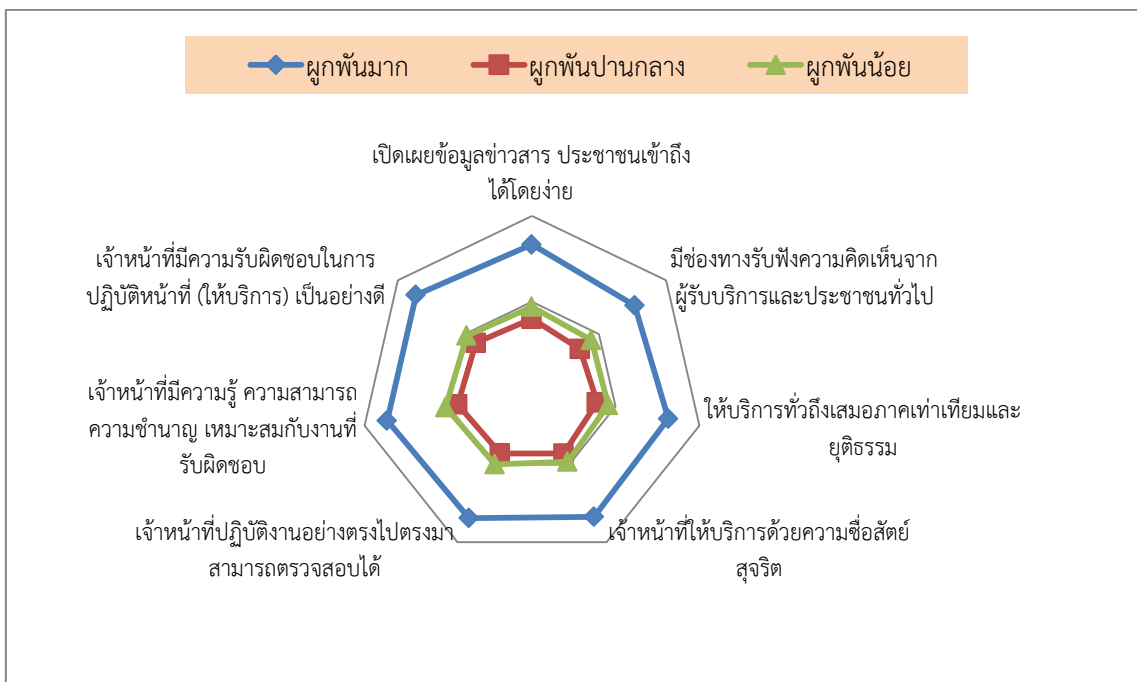 ผูกพันมาก
ผูกพันปานกลาง
ผูกพันน้อย
เปิดเผยข้อมูลข่าวสาร ประชาชนเข้าถึง
ได้โดยง่าย
มีช่องทางรับฟังความคิดเห็นจาก
ผู้รับบริการและประชาชนทั่วไป
ให้บริการทั่วถึงเสมอภาคเท่าเทียมและ
ยุติธรรม
เจ้าหน้าที่ให้บริการด้วยความซื่อสัตย์
สุจริต
เจ้าหน้าที่ปฏิบัติงานอย่างตรงไปตรงมา
สามารถตรวจสอบได้
เจ้าหน้าที่มีความรู้ ความสามารถ
ความชำนาญ เหมาะสมกับงานที่
รับผิดชอบ
เจ้าหน้าที่มีความรับผิดชอบในการ
ปฏิบัติหน้าที่ (ให้บริการ) เป็นอย่างดี